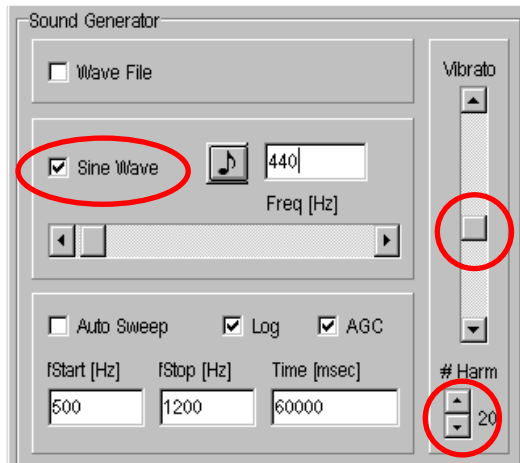 Sound Generator
Wave File
Vibrato
Sine Wave
440
Freq [Hz]
Auto Sweep
Log
AGC
fStart [Hz]
fStop [Hz]
Time [msec]
# Harm
500
1200
60000
20